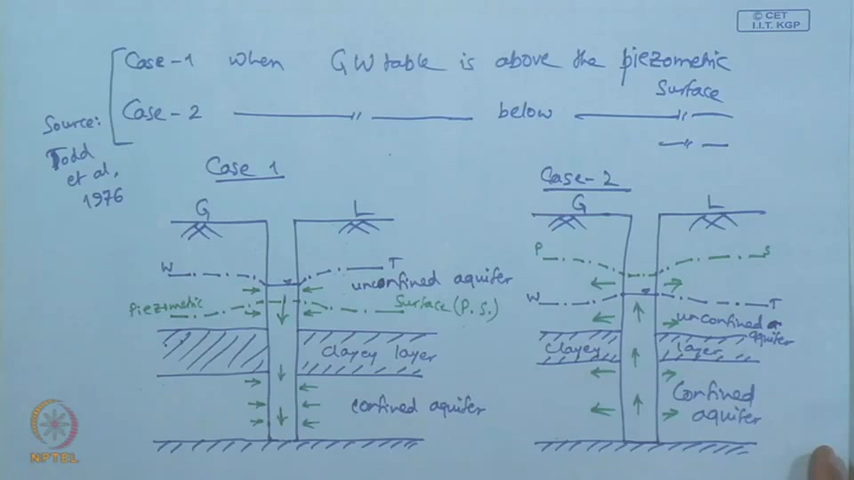 © CET
I.I.T. KGP
Case-1 when GW table is above the piezometric
Surface
Case-2 —〃— below —〃—
—〃—
Source:
Todd
et al,
1976
Case 1
G L
W T
unconfined aquifer
Piezometric Surface (P.S.)
clayey layer
confined aquifer
Case-2
G L
P S
W T
unconfined a
aquifer
clayey layer
Confined
aquifer
NPTEL